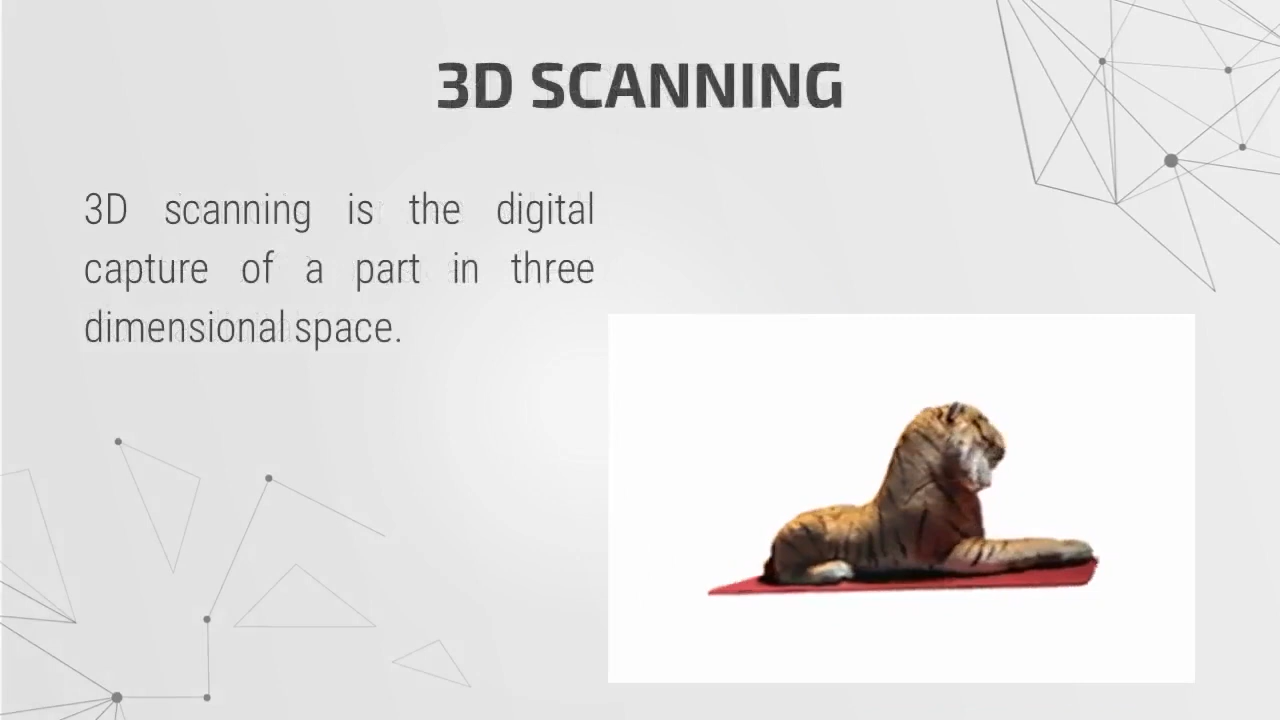 3D SCANNING
3D scanning is the digital
capture of a part in three
dimensional space.